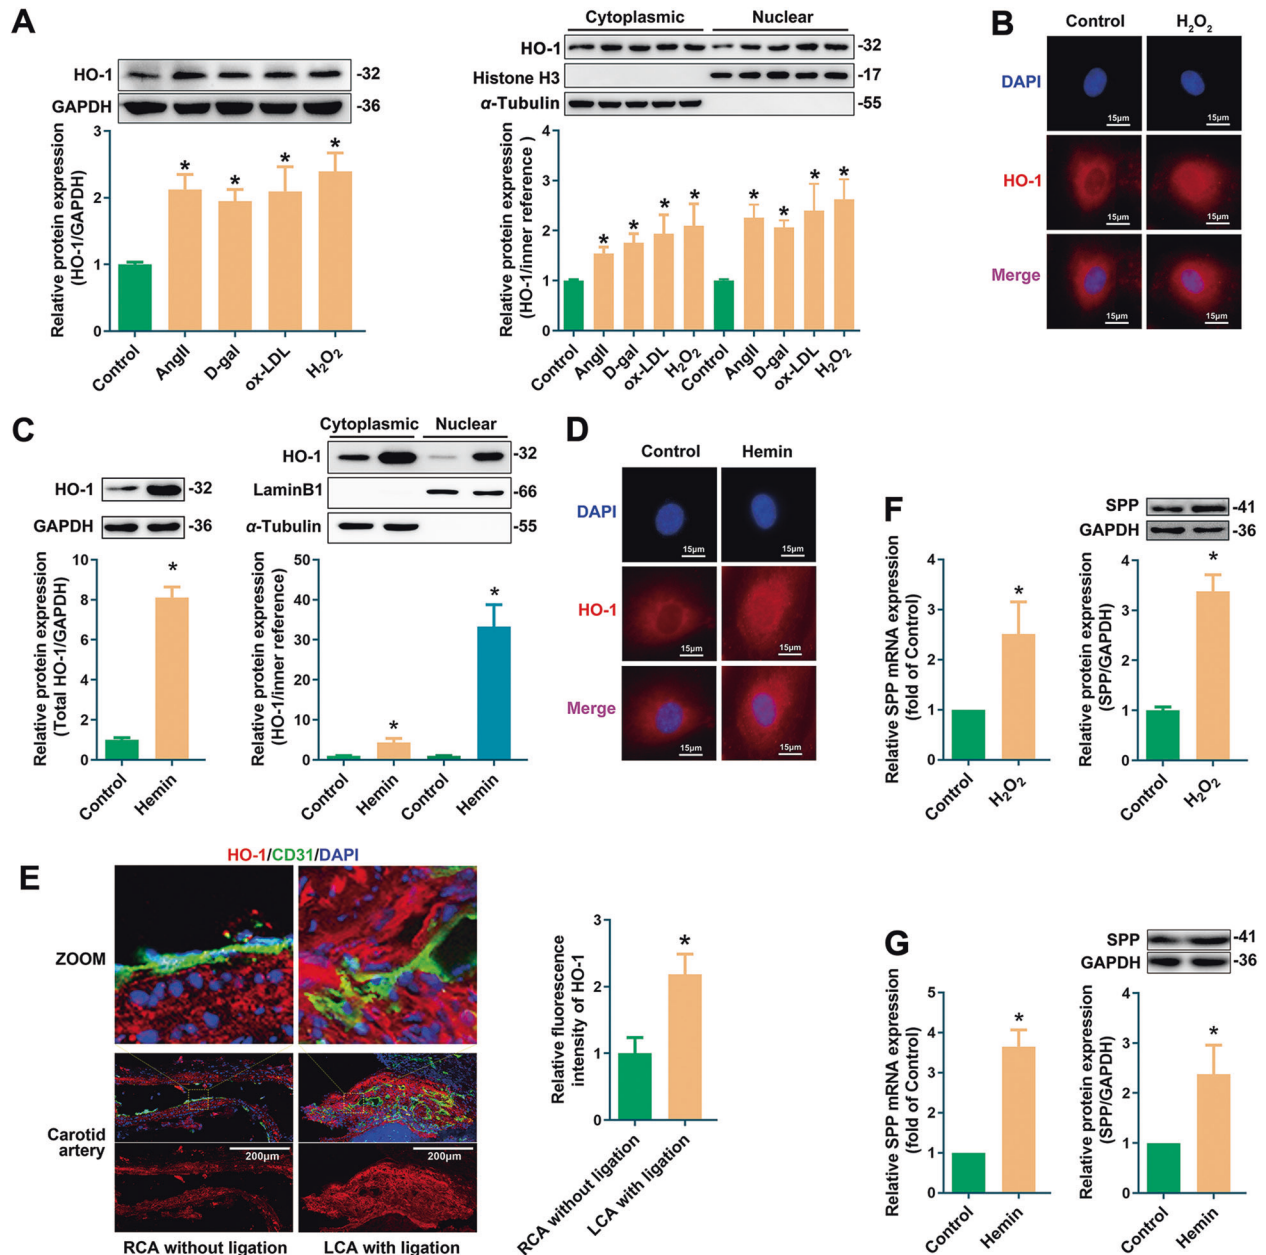 A
HO-1
-32
GAPDH
-36
Relative protein expression
(HO-1/GAPDH)
3
2
1
0
*
*
*
*
Control
AngII
D-gal
ox-LDL
H₂O₂
Cytoplasmic
Nuclear
HO-1
-32
Histone H3
-17
α-Tubulin
-55
Relative protein expression
(HO-1/inner reference )
4
3
2
1
0
*
*
*
*
*
*
*
*
Control
AngII
D-gal
ox-LDL
H₂O₂
Control
AngII
D-gal
ox-LDL
H₂O₂
B
Control
H₂O₂
DAPI
15μm
15μm
HO-1
15μm
15μm
Merge
15μm
15μm
C
HO-1
-32
GAPDH
-36
Relative protein expression
(Total HO-1/GAPDH)
10
8
6
4
2
0
*
Control
Hemin
Cytoplasmic
Nuclear
HO-1
-32
LaminB1
-66
α-Tubulin
-55
Relative protein expression
(HO-1/inner reference)
50
40
30
20
10
0
*
*
Control
Hemin
Control
Hemin
D
Control
Hemin
DAPI
15μm
15μm
HO-1
15μm
15μm
Merge
15μm
15μm
E
HO-1/CD31/DAPI
ZOOM
Carotid
artery
200μm
200μm
RCA without ligation
LCA with ligation
Relative fluorescence
intensity of HO-1
3
2
1
0
*
RCA without ligation
LCA with ligation
F
Relative SPP mRNA expression
(fold of Control)
4
3
2
1
0
*
Control
H₂O₂
SPP
-41
GAPDH
-36
Relative protein expression
(SPP/GAPDH)
4
3
2
1
0
*
Control
H₂O₂
G
Relative SPP mRNA expression
(fold of Control)
5
4
3
2
1
0
*
Control
Hemin
SPP
-41
GAPDH
-36
Relative protein expression
(SPP/GAPDH)
4
3
2
1
0
*
Control
Hemin